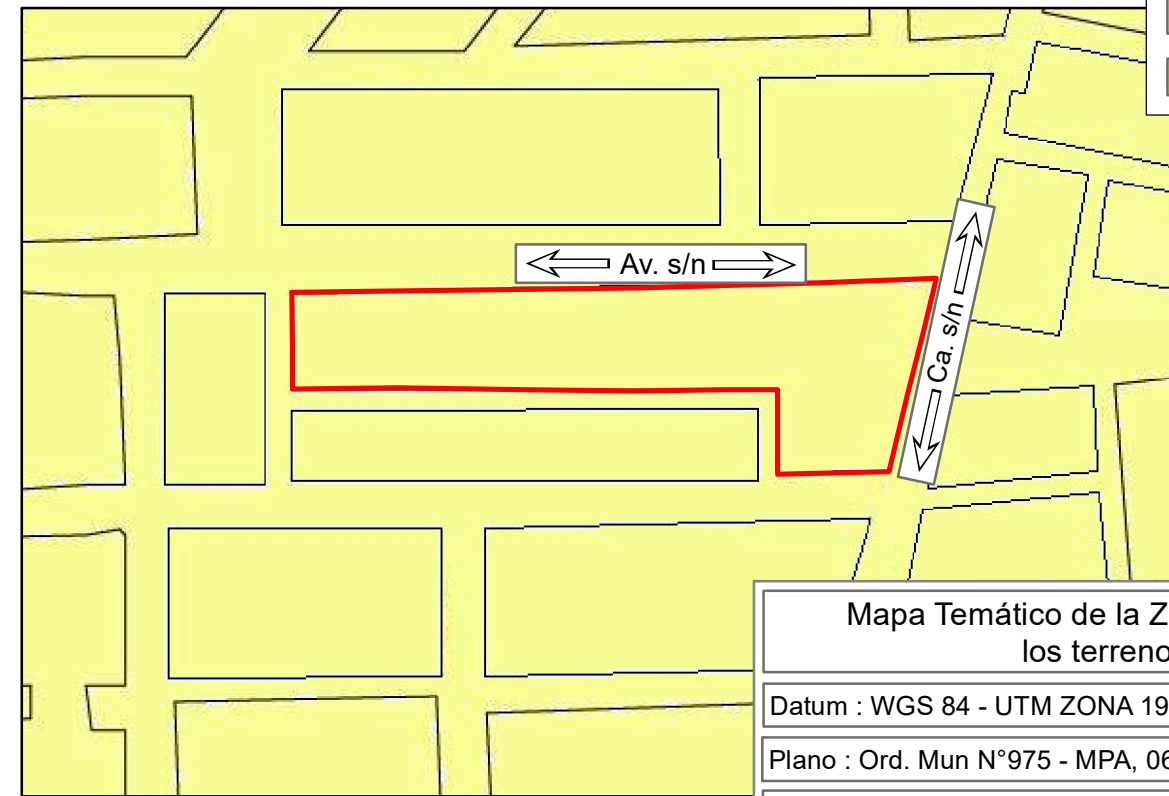 Av. s/n
Ca. s/n
Mapa Temático de la Z
los terreno
Datum : WGS 84 - UTM ZONA 19
Plano : Ord. Mun N°975 - MPA, 06